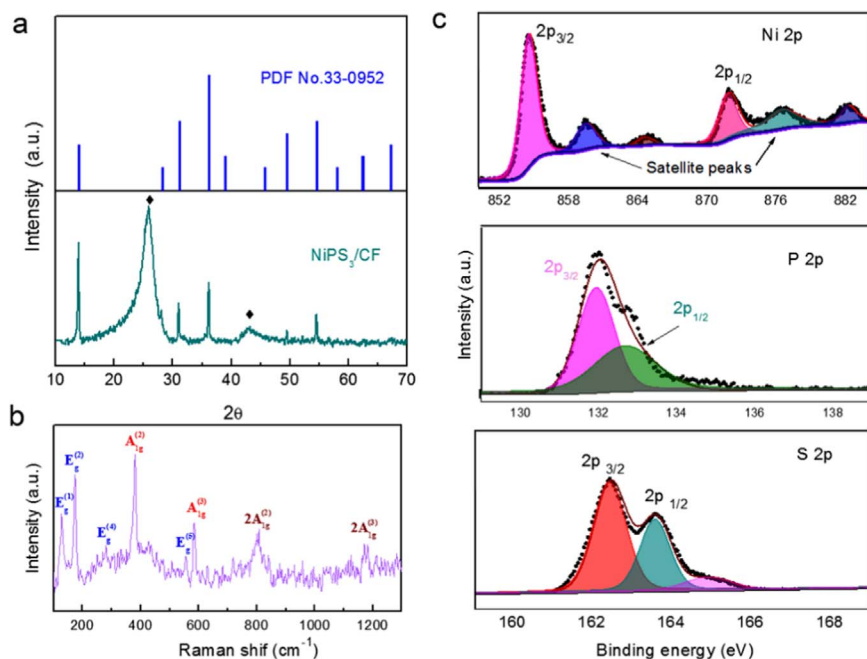 a
Intensity (a.u.)
PDF No.33-0952
NiPS3/CF
10 20 30 40 50 60 70
2θ
b
Intensity (a.u.)
Eg(1)
Eg(2)
Eg(4)
A1g(2)
Eg(5)
A1g(3)
2A1g(2)
2A1g(3)
200 400 600 800 1000 1200
Raman shif (cm-1)
c
Intensity (a.u.)
2p3/2
Ni 2p
2p1/2
Satellite peaks
852 858 864 870 876 882
2p3/2
P 2p
2p1/2
130 132 134 136 138
2p 3/2
S 2p
2p 1/2
160 162 164 166 168
Binding energy (eV)